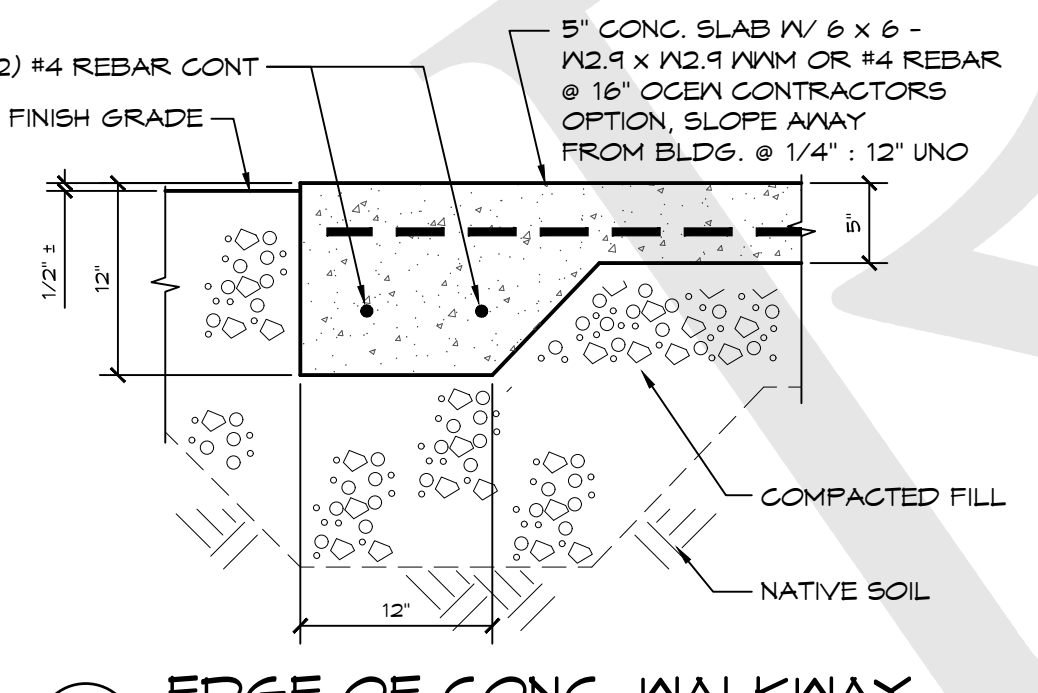 5" CONC. SLAB W/ 6 x 6 -
W2.9 x W2.9 WWM OR #4 REBAR
@ 16" OCEW CONTRACTORS
OPTION, SLOPE AWAY
FROM BLDG. @ 1/4" : 12" UNO
2) #4 REBAR CONT
FINISH GRADE
1/2" ±
12"
5"
COMPACTED FILL
NATIVE SOIL
12"
EDGE OF CONC. WALKWAY